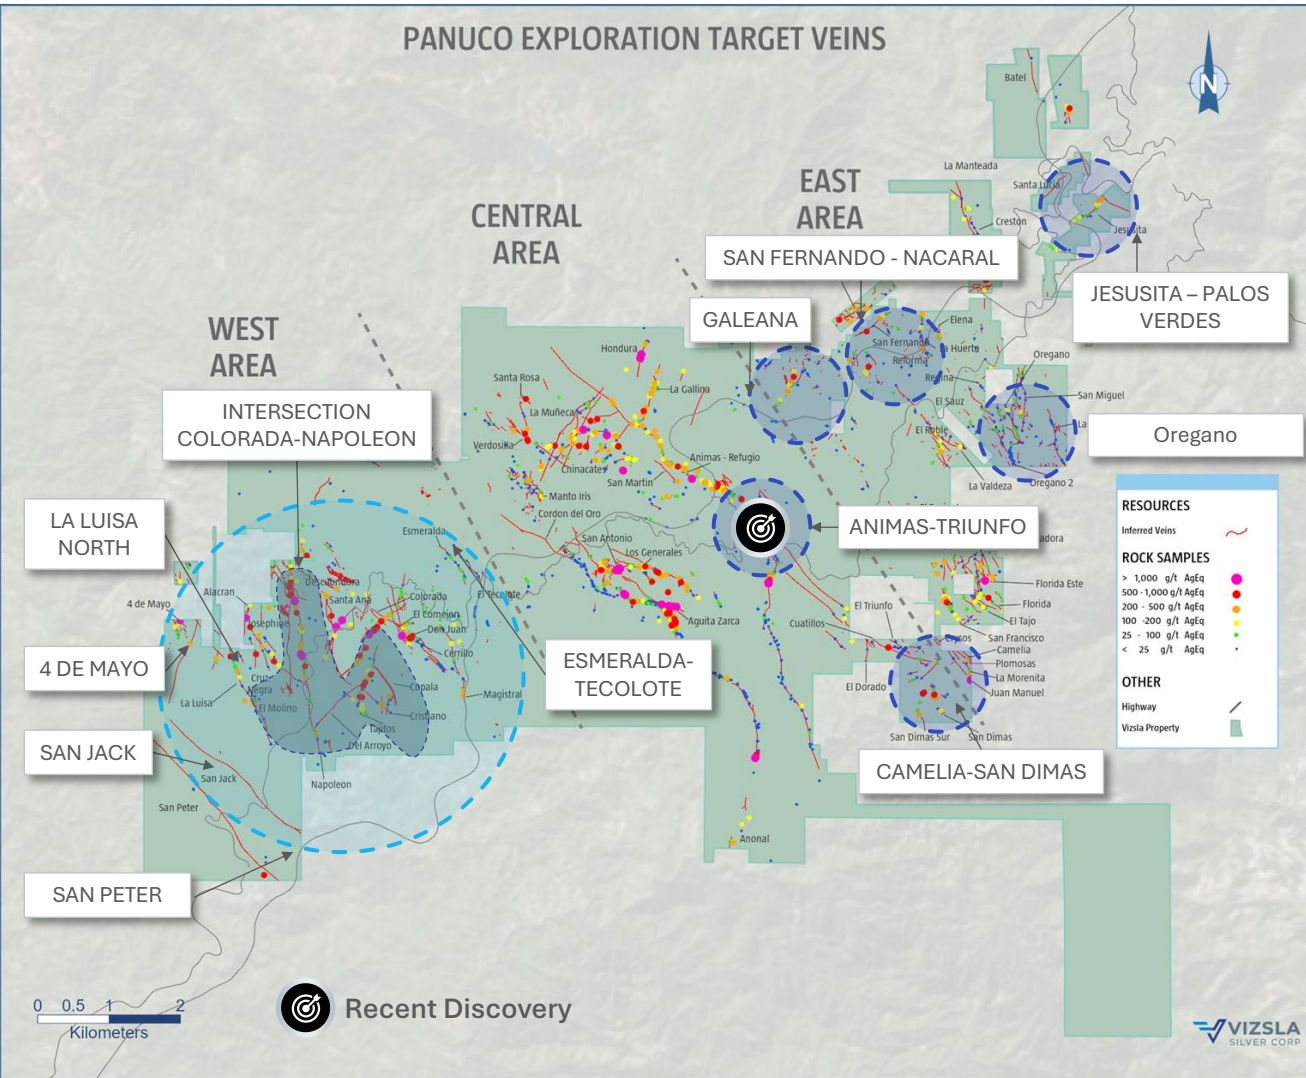 PANUCO EXPLORATION TARGET VEINS
N
Batel
La Manteada
Santa Lucia
Creston
Jesusita
EAST
AREA
CENTRAL
AREA
WEST
AREA
SAN FERNANDO - NACARAL
JESUSITA – PALOS
VERDES
GALEANA
INTERSECTION
COLORADA-NAPOLEON
Oregano
LA LUISA
NORTH
ANIMAS-TRIUNFO
4 DE MAYO
ESMERALDA-
TECOLOTE
SAN JACK
CAMELIA-SAN DIMAS
SAN PETER
Elena
San Fernando
La Huerta
Reforma
Regina
Oregano
San Miguel
La
El Sauz
El Roble
La Valdeza
Oregano 2
Hondura
Santa Rosa
La Gallina
La Muñeca
Verdosilla
Chinacates
Animas - Refugio
San Martin
Manto Iris
Cordon del Oro
San Antonio
Los Generales
Esmeralda
El Tecolote
Aguita Zarca
Cuatillos
El Triunfo
El Dorado
adora
Florida Este
Florida
El Tajo
San Francisco
Camelia
Plomosas
La Morenita
Juan Manuel
San Dimas Sur
San Dimas
Descubridora
Alacran
4 de Mayo
Josephine
Santa Ana
Colorada
El Comejen
Don Juan
Cerrillo
Cruz
Negra
La Luisa
El Molino
Copala
Cristiano
Tajitos
Del Arroyo
Magistral
San Jack
San Peter
Napoleon
Anonal
RESOURCES
Inferred Veins
ROCK SAMPLES
> 1,000 g/t AgEq
500 -1,000 g/t AgEq
200 - 500 g/t AgEq
100 -200 g/t AgEq
25 - 100 g/t AgEq
< 25 g/t AgEq
OTHER
Highway
Vizsla Property
0 0.5 1 2
Kilometers
Recent Discovery
VIZSLA
SILVER CORP